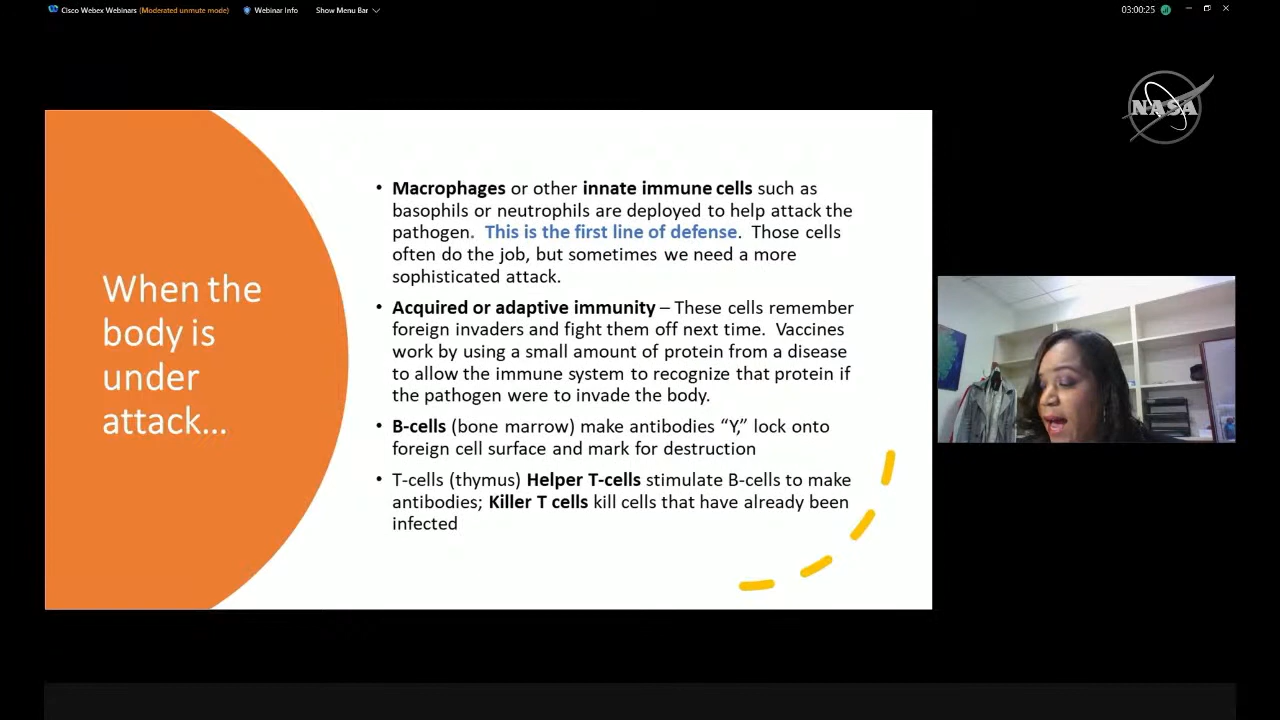 Cisco Webex Webinars (Moderated unmute mode) Webinar Info Show Menu Bar 03:00:25
NASA
When the
body is
under
attack...
• Macrophages or other innate immune cells such as
basophils or neutrophils are deployed to help attack the
pathogen. This is the first line of defense. Those cells
often do the job, but sometimes we need a more
sophisticated attack.
• Acquired or adaptive immunity – These cells remember
foreign invaders and fight them off next time. Vaccines
work by using a small amount of protein from a disease
to allow the immune system to recognize that protein if
the pathogen were to invade the body.
• B-cells (bone marrow) make antibodies “Y,” lock onto
foreign cell surface and mark for destruction
• T-cells (thymus) Helper T-cells stimulate B-cells to make
antibodies; Killer T cells kill cells that have already been
infected